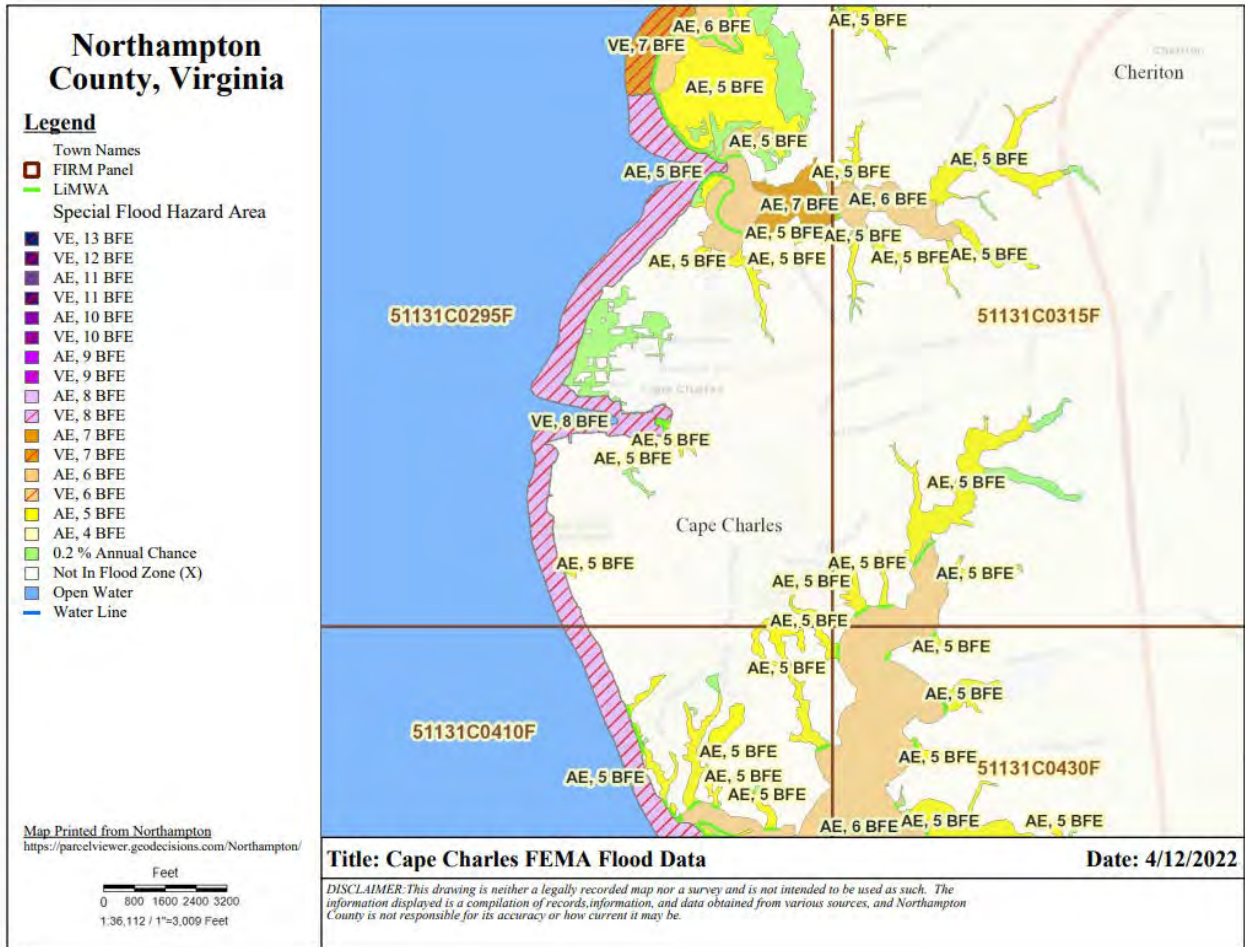 Northampton
County, Virginia
Legend
Town Names
FIRM Panel
LiMWA
Special Flood Hazard Area
VE, 13 BFE
VE, 12 BFE
AE, 11 BFE
VE, 11 BFE
AE, 10 BFE
VE, 10 BFE
AE, 9 BFE
VE, 9 BFE
AE, 8 BFE
VE, 8 BFE
AE, 7 BFE
VE, 7 BFE
AE, 6 BFE
VE, 6 BFE
AE, 5 BFE
AE, 4 BFE
0.2 % Annual Chance
Not In Flood Zone (X)
Open Water
Water Line
Map Printed from Northampton
https://parcelviewer.geodecisions.com/Northampton/
Feet
0 800 1600 2400 3200
1:36,112 / 1"=3,009 Feet
AE, 6 BFE
AE, 5 BFE
VE, 7 BFE
Cheriton
Cheriton
AE, 5 BFE
AE, 5 BFE
AE, 5 BFE
AE, 5 BFE
AE, 5 BFE
AE, 7 BFE
AE, 6 BFE
AE, 5 BFE
AE, 5 BFE
AE, 5 BFE
AE, 5 BFE
AE, 5 BFE
AE, 5 BFE
51131C0295F
51131C0315F
Cape Charles
VE, 8 BFE
AE, 5 BFE
AE, 5 BFE
AE, 5 BFE
Cape Charles
AE, 5 BFE
AE, 5 BFE
AE, 5 BFE
AE, 5 BFE
AE, 5 BFE
AE, 5 BFE
AE, 5 BFE
AE, 5 BFE
51131C0410F
AE, 5 BFE
AE, 5 BFE
51131C0430F
AE, 5 BFE
AE, 5 BFE
AE, 5 BFE
AE, 6 BFE
AE, 5 BFE
AE, 5 BFE
Title: Cape Charles FEMA Flood Data
Date: 4/12/2022
DISCLAIMER:This drawing is neither a legally recorded map nor a survey and is not intended to be used as such. The
information displayed is a compilation of records,information, and data obtained from various sources, and Northampton
County is not responsible for its accuracy or how current it may be.